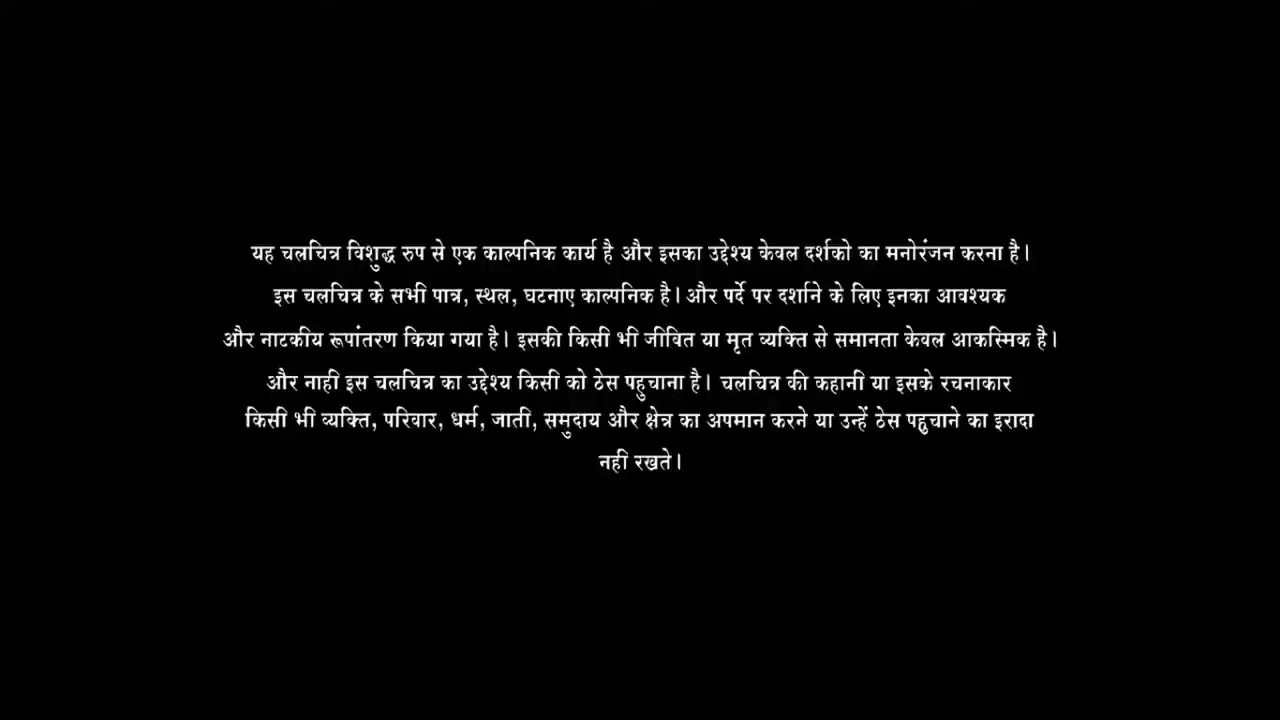 यह चलचित्र विशुद्ध रुप से एक काल्पनिक कार्य है और इसका उद्देश्य केवल दर्शको का मनोरंजन करना है।
इस चलचित्र के सभी पात्र, स्थल, घटनाए काल्पनिक है। और पर्दे पर दर्शाने के लिए इनका आवश्यक
और नाटकीय रूपांतरण किया गया है। इसकी किसी भी जीवित या मृत व्यक्ति से समानता केवल आकस्मिक है।
और नाही इस चलचित्र का उद्देश्य किसी को ठेस पहुचाना है। चलचित्र की कहानी या इसके रचनाकार
किसी भी व्यक्ति, परिवार, धर्म, जाती, समुदाय और क्षेत्र का अपमान करने या उन्हें ठेस पहुचाने का इरादा
नही रखते।